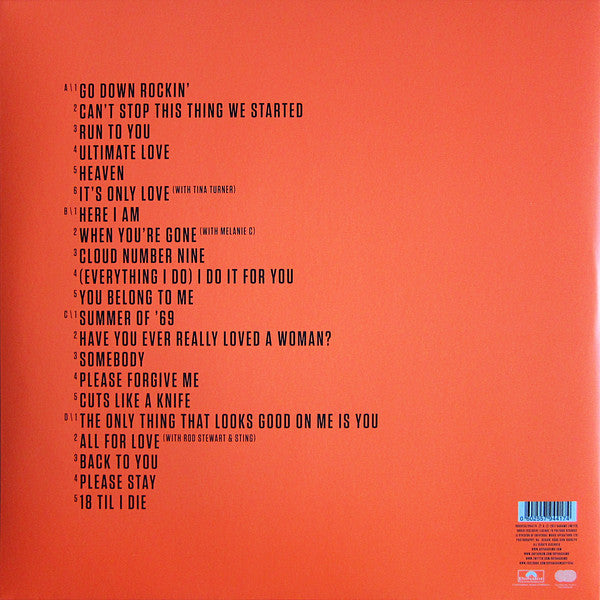 A\1 GO DOWN ROCKIN'
2 CAN'T STOP THIS THING WE STARTED
3 RUN TO YOU
4 ULTIMATE LOVE
5 HEAVEN
6 IT'S ONLY LOVE (WITH TINA TURNER)
B\1 HERE I AM
2 WHEN YOU'RE GONE (WITH MELANIE C)
3 CLOUD NUMBER NINE
4 (EVERYTHING I DO) I DO IT FOR YOU
5 YOU BELONG TO ME
C\1 SUMMER OF '69
2 HAVE YOU EVER REALLY LOVED A WOMAN?
3 SOMEBODY
4 PLEASE FORGIVE ME
5 CUTS LIKE A KNIFE
D\1 THE ONLY THING THAT LOOKS GOOD ON ME IS YOU
2 ALL FOR LOVE (WITH ROD STEWART & STING)
3 BACK TO YOU
4 PLEASE STAY
5 18 TIL I DIE
0 602557 944174